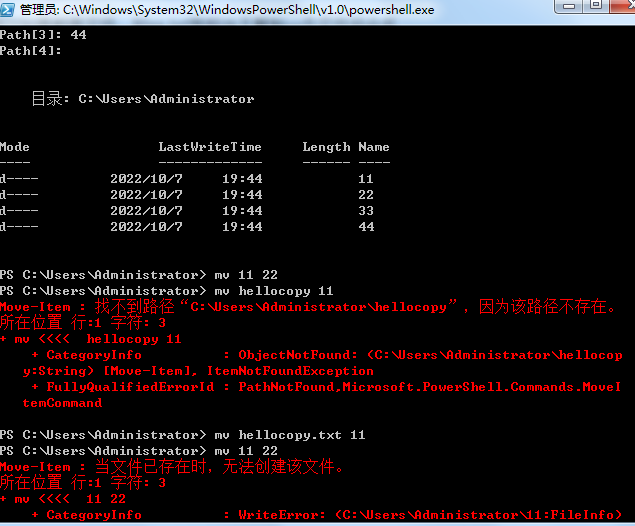 管理员: C:\Windows\System32\WindowsPowerShell\v1.0\powershell.exe
Path[3]: 44
Path[4]:
目录: C:\Users\Administrator
Mode LastWriteTime Length Name
---- ------------- ------ ----
d---- 2022/10/7 19:44 11
d---- 2022/10/7 19:44 22
d---- 2022/10/7 19:44 33
d---- 2022/10/7 19:44 44
PS C:\Users\Administrator> mv 11 22
PS C:\Users\Administrator> mv hellocopy 11
Move-Item : 找不到路径“C:\Users\Administrator\hellocopy”，因为该路径不存在。
所在位置 行:1 字符: 3
+ mv <<<<  hellocopy 11
+ CategoryInfo : ObjectNotFound: (C:\Users\Administrator\hellocop
y:String) [Move-Item], ItemNotFoundException
+ FullyQualifiedErrorId : PathNotFound,Microsoft.PowerShell.Commands.MoveI
temCommand
PS C:\Users\Administrator> mv hellocopy.txt 11
PS C:\Users\Administrator> mv 11 22
Move-Item : 当文件已存在时，无法创建该文件。
所在位置 行:1 字符: 3
+ mv <<<<  11 22
+ CategoryInfo : WriteError: (C:\Users\Administrator\11:FileInfo)